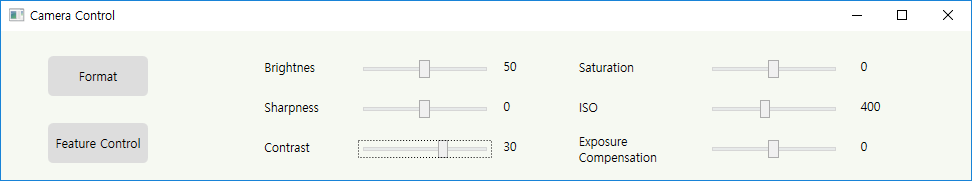 Camera Control
Format
Feature Control
Brightnes 50
Sharpness 0
Contrast 30
Saturation 0
ISO 400
Exposure
Compensation 0